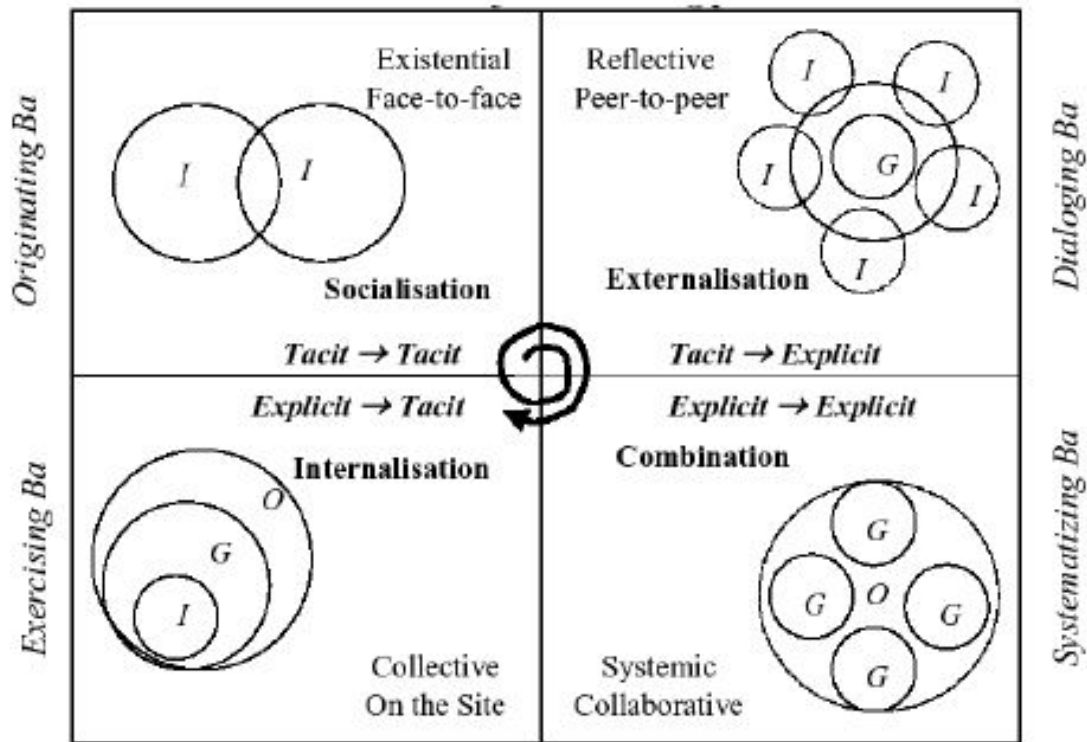 Originating Ba
Existential
Face-to-face
I
I
Socialisation
Tacit → Tacit
Reflective
Peer-to-peer
I
I
I
G
I
I
Externalisation
Tacit → Explicit
Dialoging Ba
Exercising Ba
Explicit → Tacit
Internalisation
O
G
I
Collective
On the Site
Explicit → Explicit
Combination
G
G
O
G
G
Systemic
Collaborative
Systematizing Ba